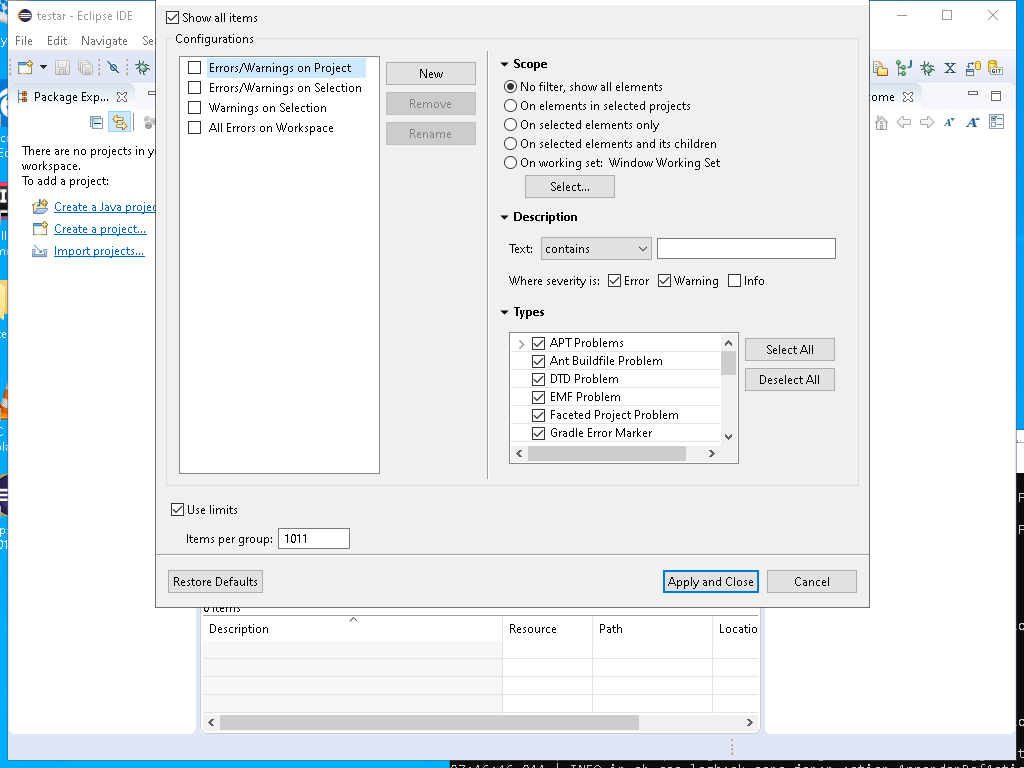 testar - Eclipse IDE
File Edit Navigate Se
Package Exp...
There are no projects in y
workspace.
To add a project:
Create a Java projec
Create a project...
Import projects...
Show all items
Configurations
Errors/Warnings on Project
Errors/Warnings on Selection
Warnings on Selection
All Errors on Workspace
New
Remove
Rename
Scope
No filter, show all elements
On elements in selected projects
On selected elements only
On selected elements and its children
On working set: Window Working Set
Select...
Description
Text: contains
Where severity is: Error Warning Info
Types
APT Problems
Ant Buildfile Problem
DTD Problem
EMF Problem
Faceted Project Problem
Gradle Error Marker
Select All
Deselect All
Use limits
Items per group: 1011
Restore Defaults
Apply and Close
Cancel
ome
0 items
Description Resource Path Locatio